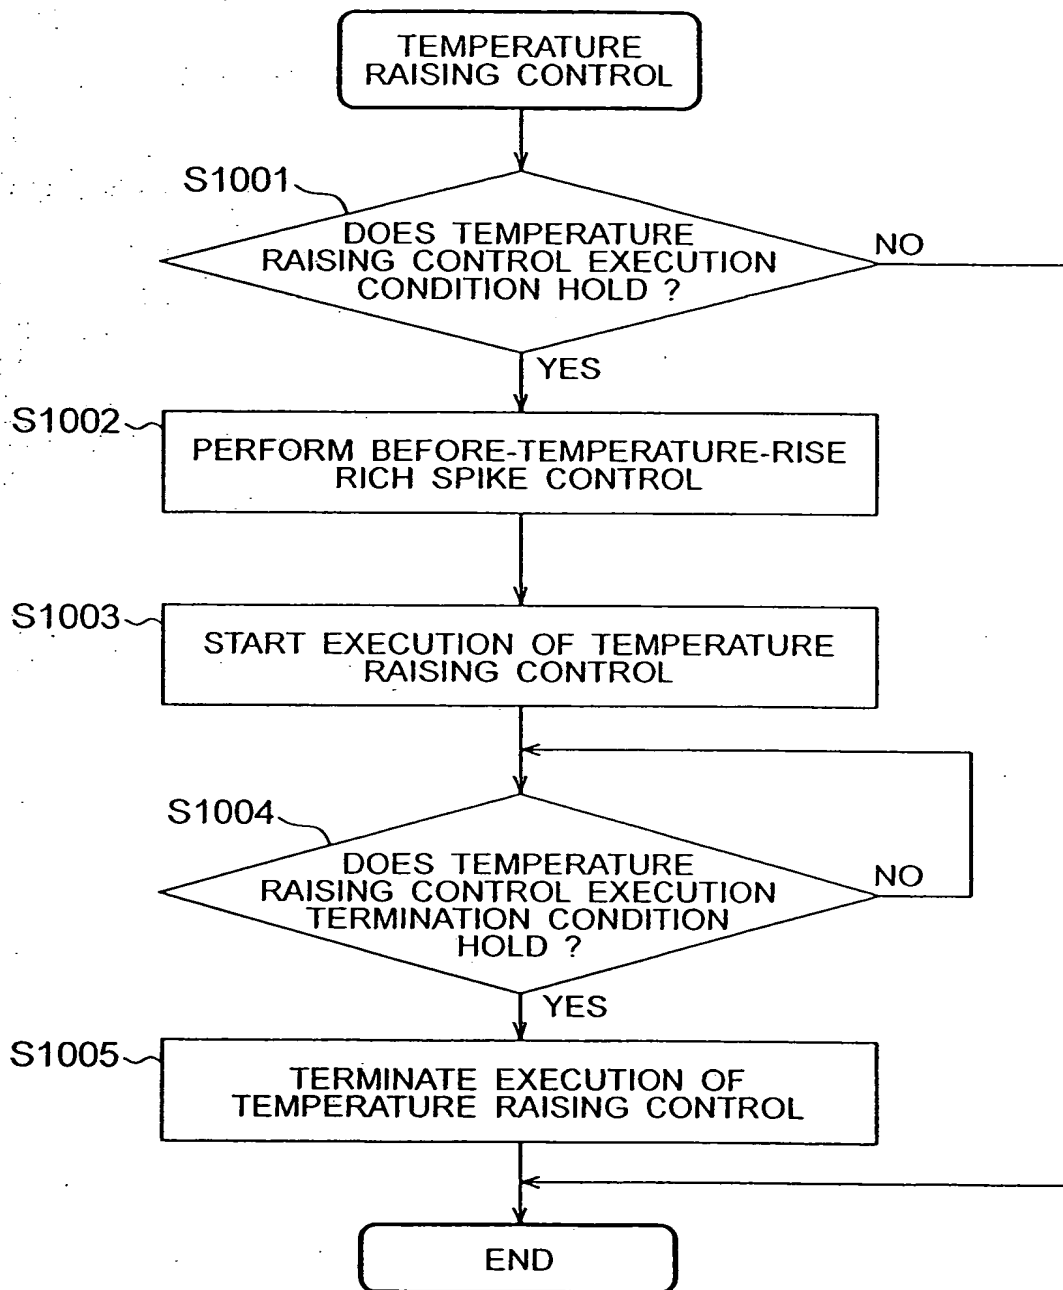 TEMPERATURE
RAISING CONTROL
S1001
DOES TEMPERATURE
RAISING CONTROL EXECUTION
CONDITION HOLD ?
NO
YES
S1002
PERFORM BEFORE-TEMPERATURE-RISE
RICH SPIKE CONTROL
S1003
START EXECUTION OF TEMPERATURE
RAISING CONTROL
S1004
DOES TEMPERATURE
RAISING CONTROL EXECUTION
TERMINATION CONDITION
HOLD ?
NO
YES
S1005
TERMINATE EXECUTION OF
TEMPERATURE RAISING CONTROL
END